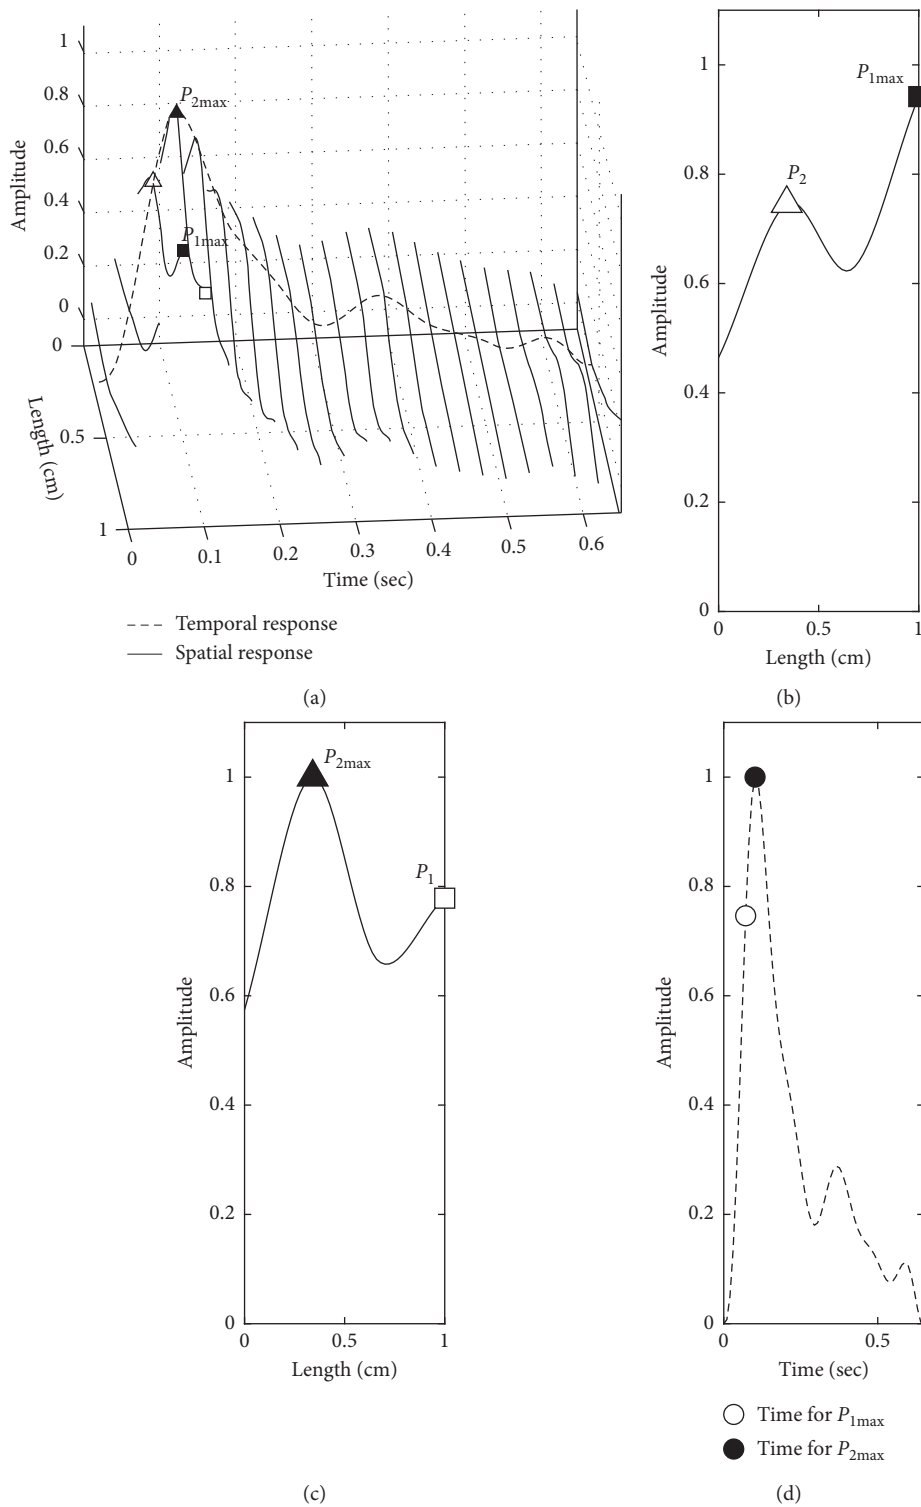 1
0.8
0.6
0.4
0.2
0
Amplitude
P2max
P1max
0
0.5
1
Length (cm)
0
0.1
0.2
0.3
0.4
0.5
0.6
Time (sec)
Temporal response
Spatial response
(a)
1
0.8
0.6
0.4
0.2
0
Amplitude
P1max
P2
0
0.5
1
Length (cm)
(b)
1
0.8
0.6
0.4
0.2
0
Amplitude
P2max
P1
0
0.5
1
Length (cm)
(c)
1
0.8
0.6
0.4
0.2
0
Amplitude
0
0.5
Time (sec)
Time for P1max
Time for P2max
(d)